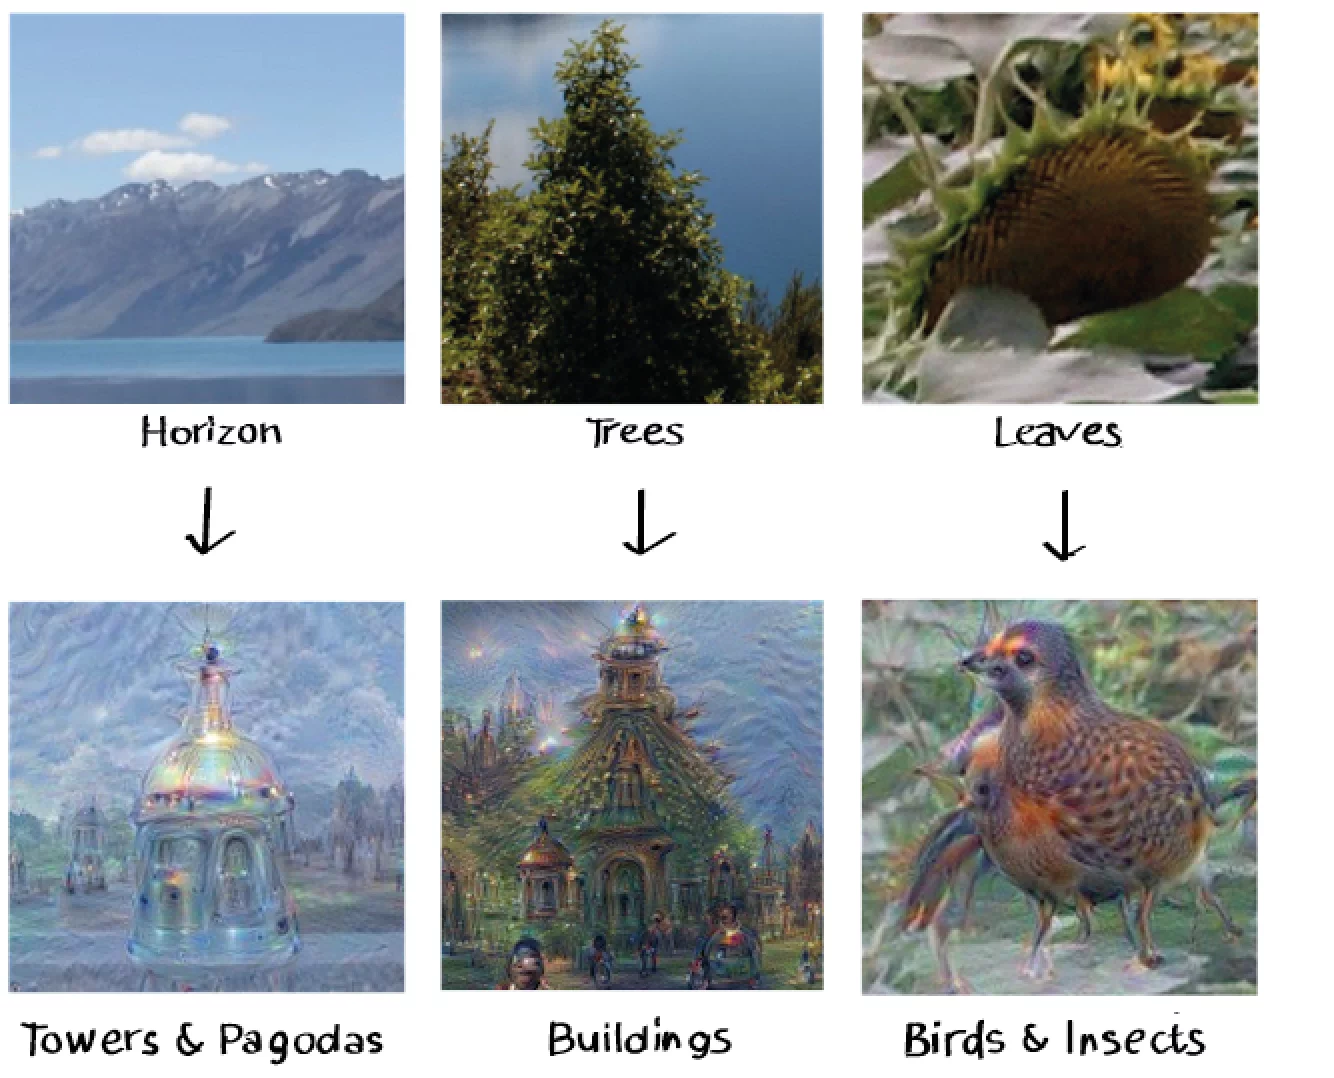 Horizon
Trees
Leaves
Towers & Pagodas
Buildings
Birds & Insects